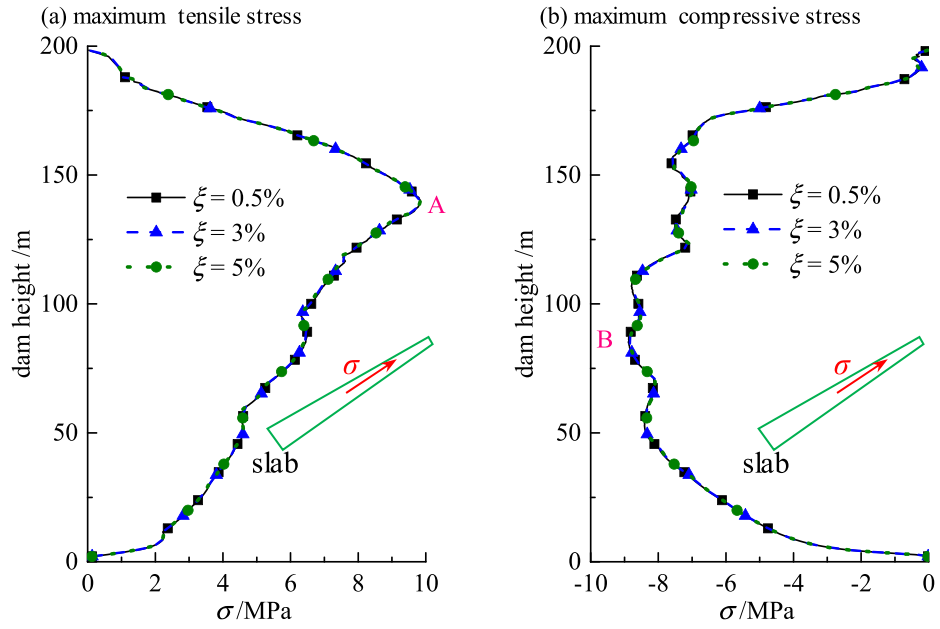 (a) maximum tensile stress
200
150
100
50
0
dam height /m
ξ = 0.5%
ξ = 3%
ξ = 5%
A
σ
slab
0 2 4 6 8 10
σ /MPa
(b) maximum compressive stress
200
150
100
50
0
dam height /m
ξ = 0.5%
ξ = 3%
ξ = 5%
B
σ
slab
-10 -8 -6 -4 -2 0
σ /MPa